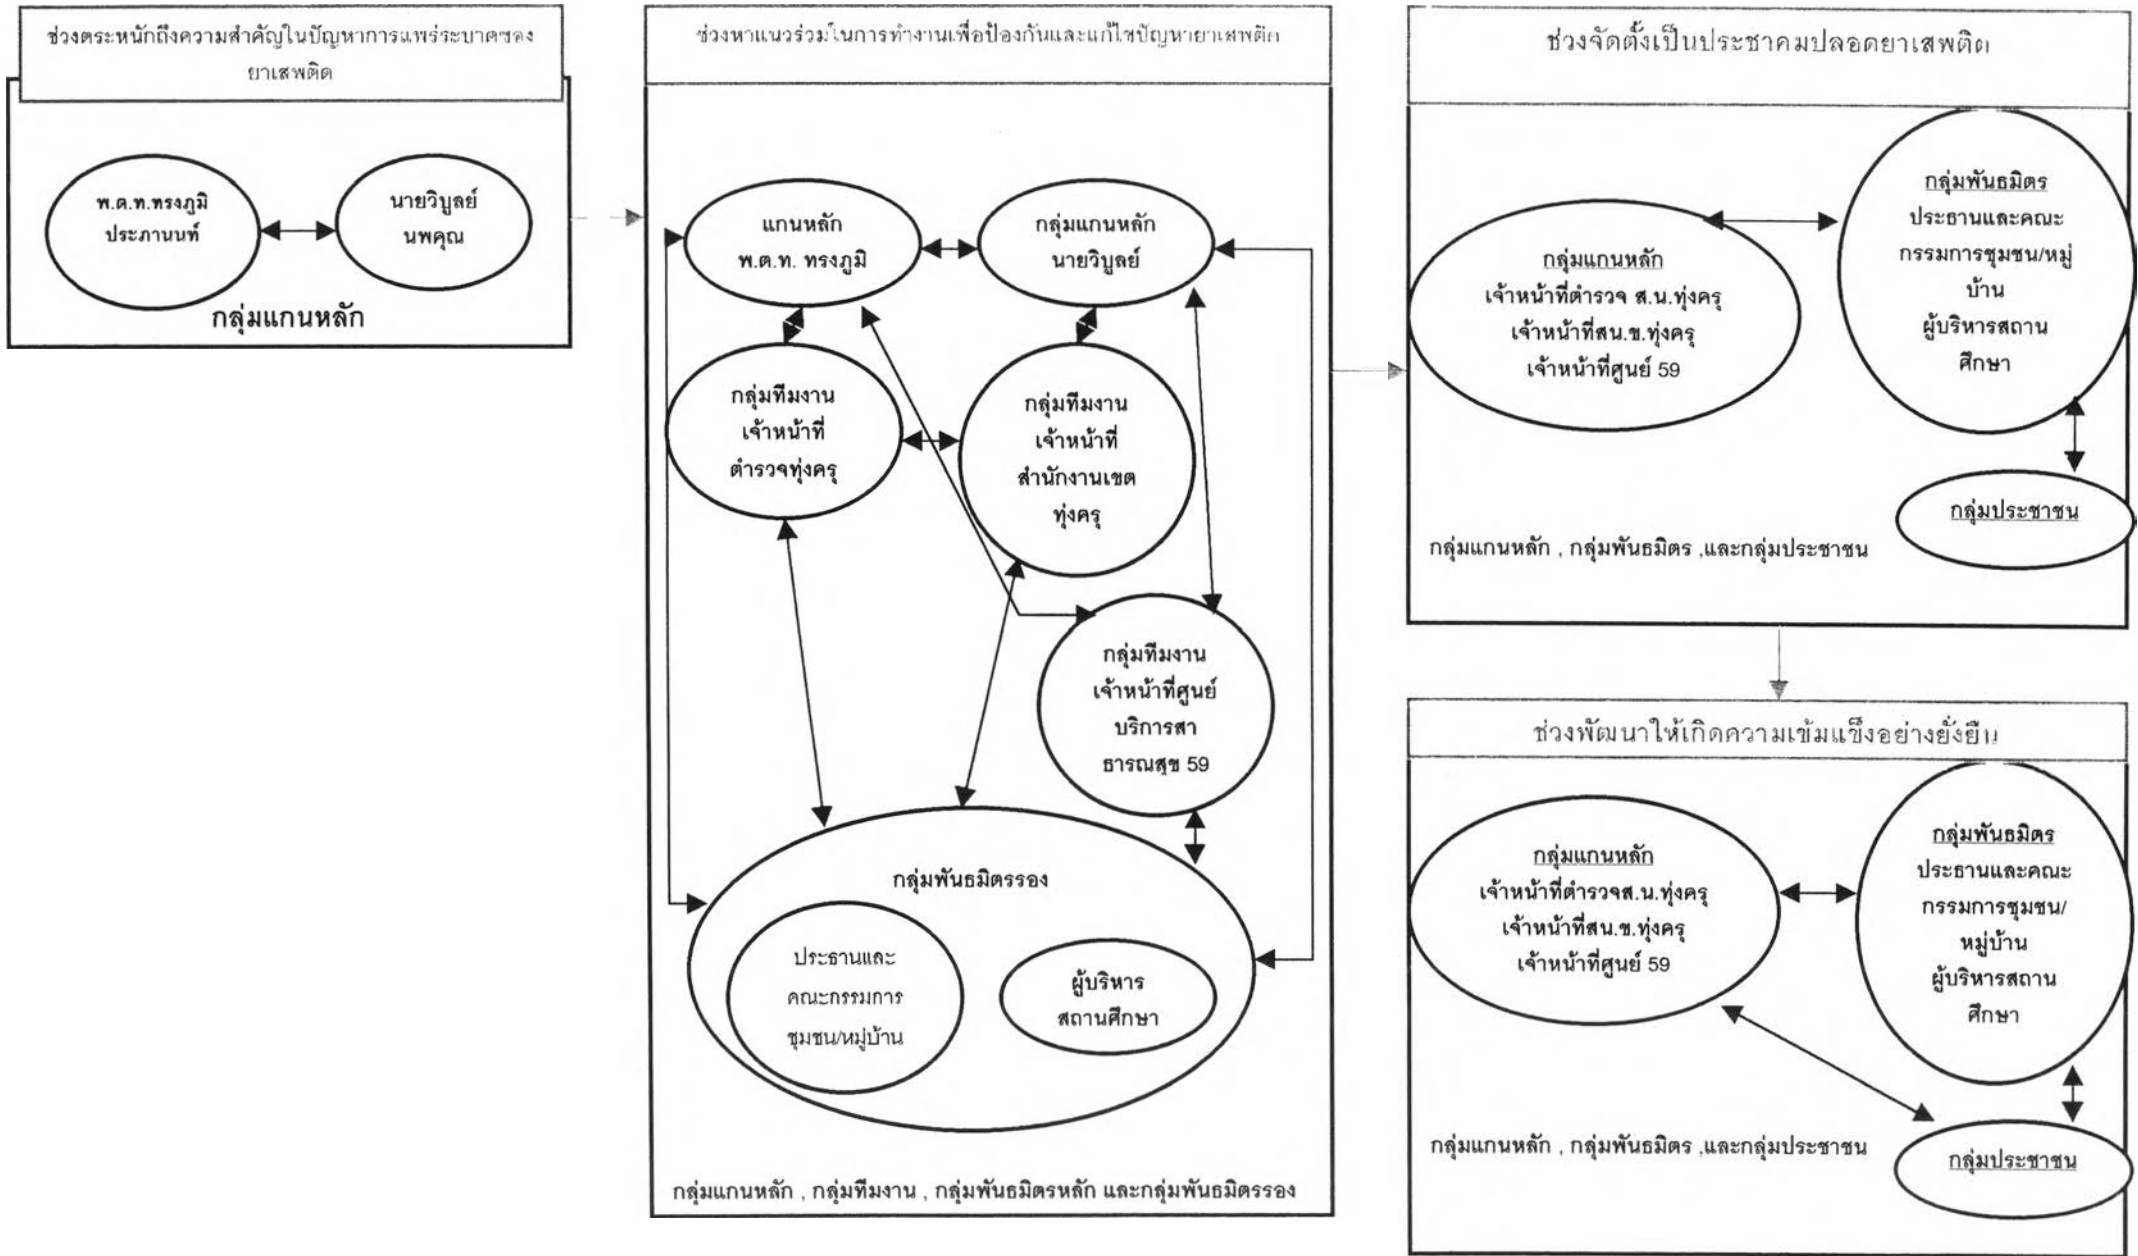 ช่วงตระหนักถึงความสำคัญในปัญหาการแพร่ระบาดของ
ยาเสพติด
พ.ต.ท.ทรงภูมิ
ประภานนท์
นายวิบูลย์
นพคุณ
กลุ่มแกนหลัก
ช่วงหาแนวร่วมในการทำงานเพื่อป้องกันและแก้ไขปัญหายาเสพติด
แกนหลัก
พ.ต.ท. ทรงภูมิ
กลุ่มแกนหลัก
นายวิบูลย์
กลุ่มทีมงาน
เจ้าหน้าที่
ตำรวจทุ่งครุ
กลุ่มทีมงาน
เจ้าหน้าที่
สำนักงานเขต
ทุ่งครุ
กลุ่มทีมงาน
เจ้าหน้าที่ศูนย์
บริการสา
ธารณสุข 59
กลุ่มพันธมิตรรอง
ประธานและ
คณะกรรมการ
ชุมชน/หมู่บ้าน
ผู้บริหาร
สถานศึกษา
กลุ่มแกนหลัก , กลุ่มทีมงาน , กลุ่มพันธมิตรหลัก และกลุ่มพันธมิตรรอง
ช่วงจัดตั้งเป็นประชาคมปลอดยาเสพติด
กลุ่มแกนหลัก
เจ้าหน้าที่ตำรวจ ส.น.ทุ่งครุ
เจ้าหน้าที่สน.ข.ทุ่งครุ
เจ้าหน้าที่ศูนย์ 59
กลุ่มพันธมิตร
ประธานและคณะ
กรรมการชุมชน/หมู่
บ้าน
ผู้บริหารสถาน
ศึกษา
กลุ่มประชาชน
กลุ่มแกนหลัก , กลุ่มพันธมิตร ,และกลุ่มประชาชน
ช่วงพัฒนาให้เกิดความเข้มแข็งอย่างยั่งยืน
กลุ่มแกนหลัก
เจ้าหน้าที่ตำรวจส.น.ทุ่งครุ
เจ้าหน้าที่สน.ข.ทุ่งครุ
เจ้าหน้าที่ศูนย์ 59
กลุ่มพันธมิตร
ประธานและคณะ
กรรมการชุมชน/
หมู่บ้าน
ผู้บริหารสถาน
ศึกษา
กลุ่มประชาชน
กลุ่มแกนหลัก , กลุ่มพันธมิตร ,และกลุ่มประชาชน